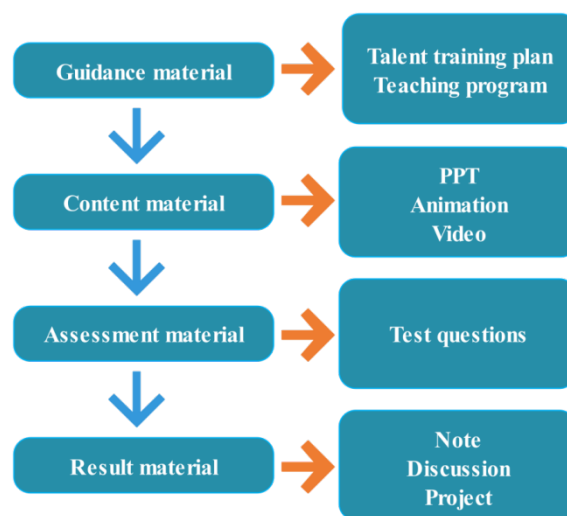 Guidance material
Talent training plan
Teaching program
Content material
PPT
Animation
Video
Assessment material
Test questions
Result material
Note
Discussion
Project